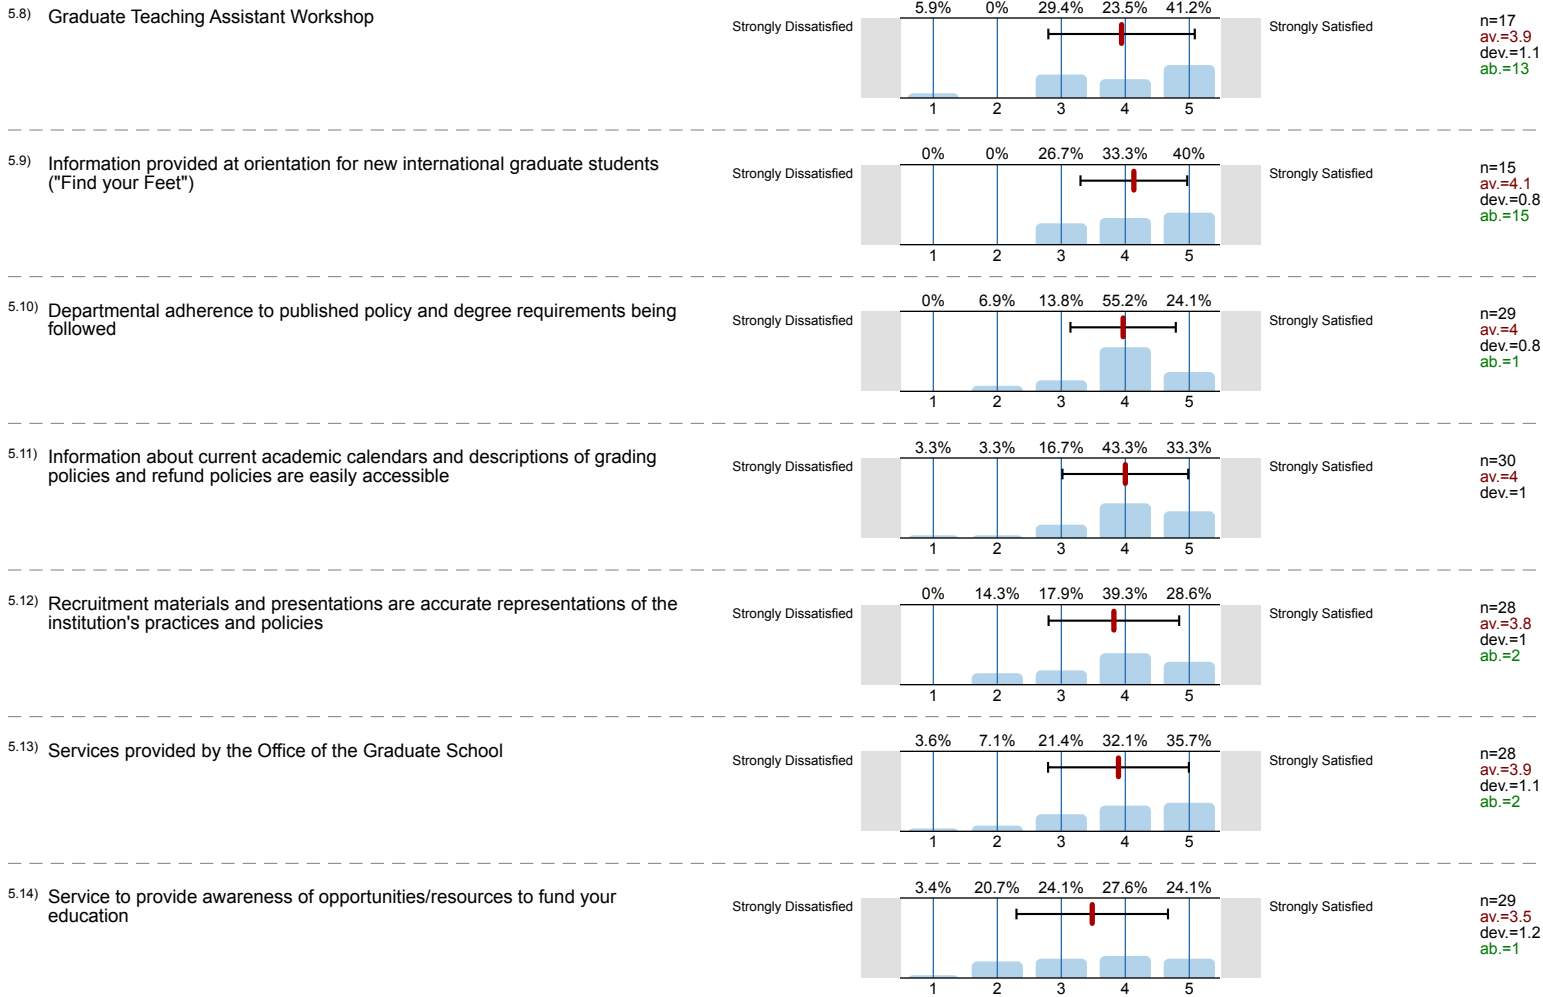 5.8) Graduate Teaching Assistant Workshop
Strongly Dissatisfied
5.9% 0% 29.4% 23.5% 41.2%
1 2 3 4 5
Strongly Satisfied
n=17
av.=3.9
dev.=1.1
ab.=13
5.9) Information provided at orientation for new international graduate students
("Find your Feet")
Strongly Dissatisfied
0% 0% 26.7% 33.3% 40%
1 2 3 4 5
Strongly Satisfied
n=15
av.=4.1
dev.=0.8
ab.=15
5.10) Departmental adherence to published policy and degree requirements being
followed
Strongly Dissatisfied
0% 6.9% 13.8% 55.2% 24.1%
1 2 3 4 5
Strongly Satisfied
n=29
av.=4
dev.=0.8
ab.=1
5.11) Information about current academic calendars and descriptions of grading
policies and refund policies are easily accessible
Strongly Dissatisfied
3.3% 3.3% 16.7% 43.3% 33.3%
1 2 3 4 5
Strongly Satisfied
n=30
av.=4
dev.=1
5.12) Recruitment materials and presentations are accurate representations of the
institution's practices and policies
Strongly Dissatisfied
0% 14.3% 17.9% 39.3% 28.6%
1 2 3 4 5
Strongly Satisfied
n=28
av.=3.8
dev.=1
ab.=2
5.13) Services provided by the Office of the Graduate School
Strongly Dissatisfied
3.6% 7.1% 21.4% 32.1% 35.7%
1 2 3 4 5
Strongly Satisfied
n=28
av.=3.9
dev.=1.1
ab.=2
5.14) Service to provide awareness of opportunities/resources to fund your
education
Strongly Dissatisfied
3.4% 20.7% 24.1% 27.6% 24.1%
1 2 3 4 5
Strongly Satisfied
n=29
av.=3.5
dev.=1.2
ab.=1